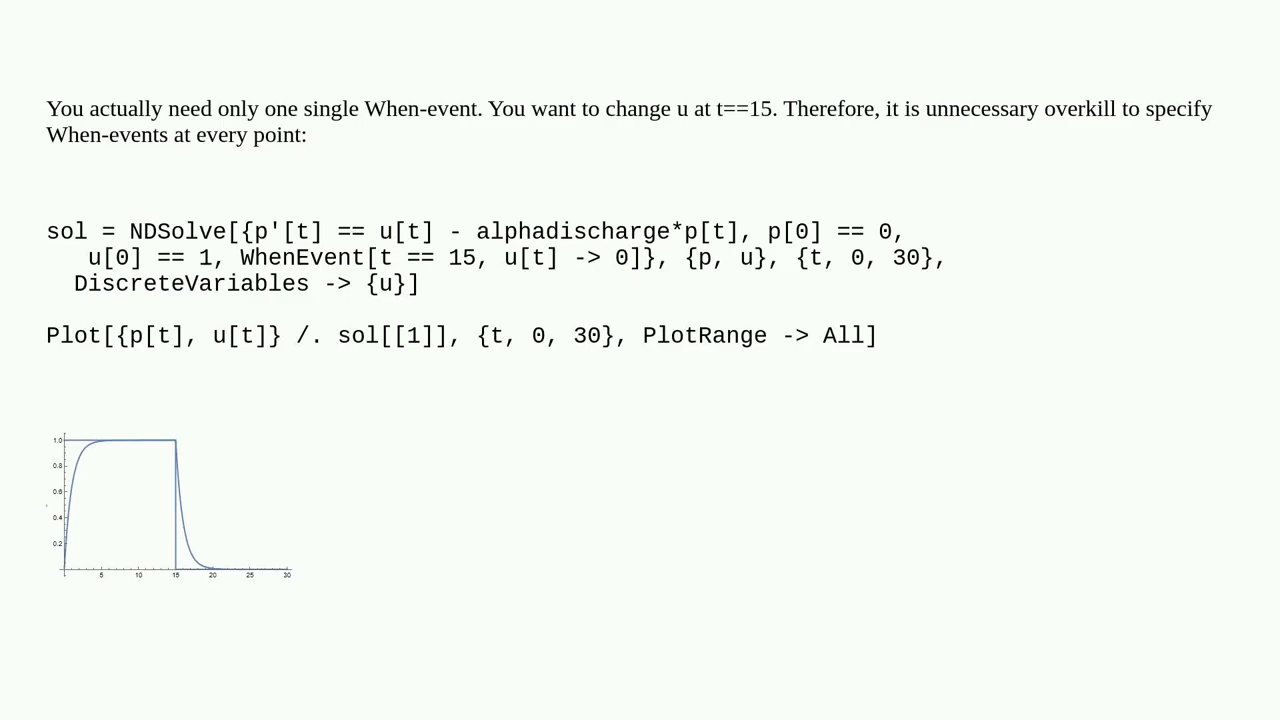 You actually need only one single When-event. You want to change u at t==15. Therefore, it is unnecessary overkill to specify
When-events at every point:
sol = NDSolve[{p'[t] == u[t] - alphadischarge*p[t], p[0] == 0,
u[0] == 1, WhenEvent[t == 15, u[t] -> 0]}, {p, u}, {t, 0, 30},
DiscreteVariables -> {u}]
Plot[{p[t], u[t]} /. sol[[1]], {t, 0, 30}, PlotRange -> All]
1.0
0.8
0.6
0.4
0.2
5 10 15 20 25 30